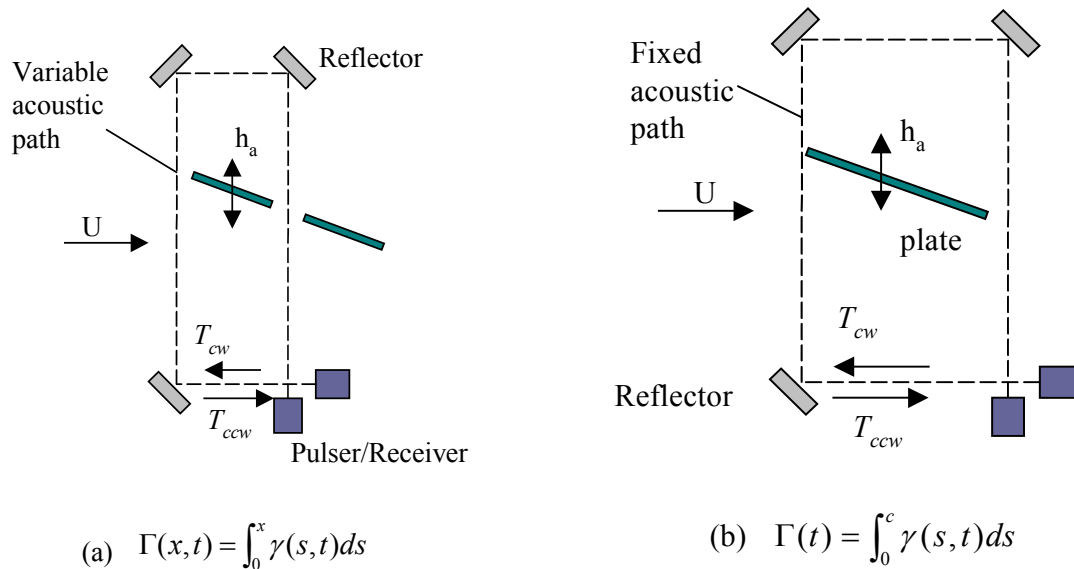 Reflector
Variable
acoustic
path
h_a
U
T_cw
T_ccw
Pulser/Receiver
(a) Γ(x,t) = ∫_0^x γ(s,t)ds
Fixed
acoustic
path
h_a
U
plate
T_cw
Reflector
T_ccw
(b) Γ(t) = ∫_0^c γ(s,t)ds